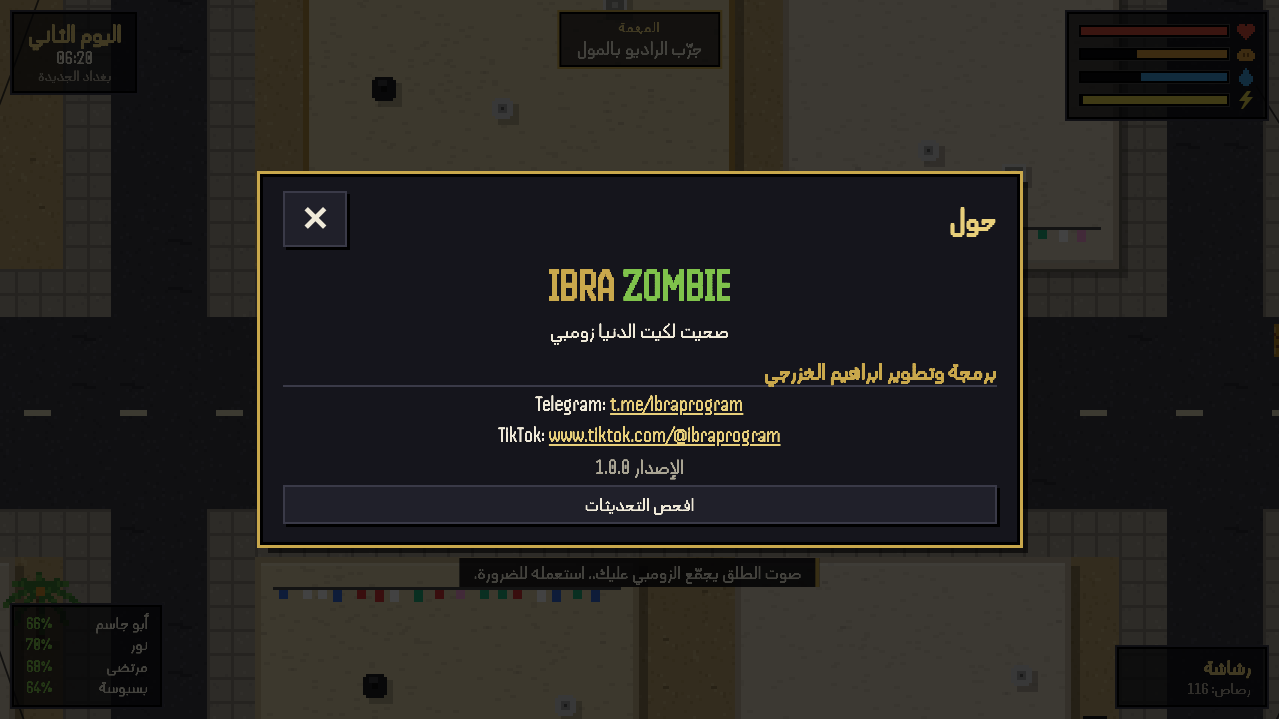 اليوم الثاني
06:20
بغداد الجديدة
المهمة
جرّب الراديو بالمول
حول
IBRA ZOMBIE
صحيت لكيت الدنيا زومبي
برمجة وتطوير ابراهيم الخزرجي
Telegram: t.me/ibraprogram
TikTok: www.tiktok.com/@ibraprogram
الإصدار 1.0.0
افحص التحديثات
صوت الطلق يجمّع الزومبي عليك.. استعمله للضرورة.
أبو جاسم 66%
نور 70%
مرتضى 60%
بسبوسة 64%
رشاشة
رصاص: 116